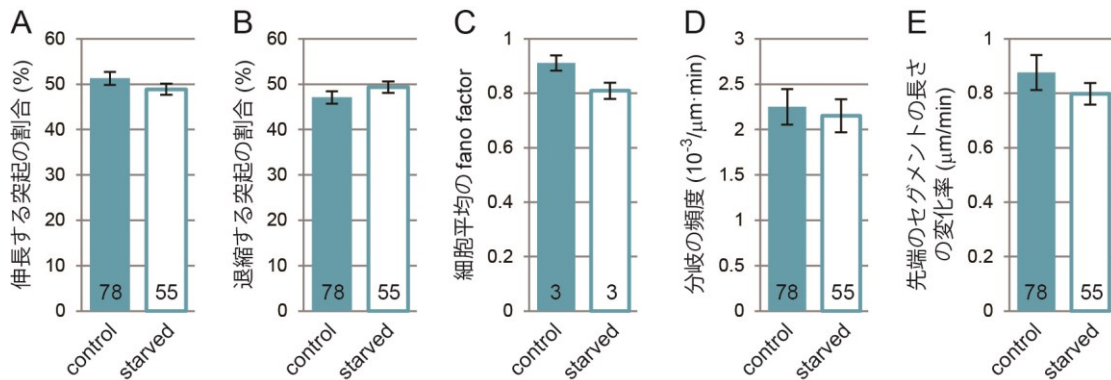 A
伸長する突起の割合 (%)
60
50
40
30
20
10
0
78
55
control
starved
B
退縮する突起の割合 (%)
60
50
40
30
20
10
0
78
55
control
starved
C
細胞平均の fano factor
1
0.8
0.6
0.4
0.2
0
3
3
control
starved
D
分岐の頻度 (10⁻³/μm·min)
3
2.5
2
1.5
1
0.5
0
78
55
control
starved
E
先端のセグメントの長さ
の変化率 (μm/min)
1
0.8
0.6
0.4
0.2
0
78
55
control
starved